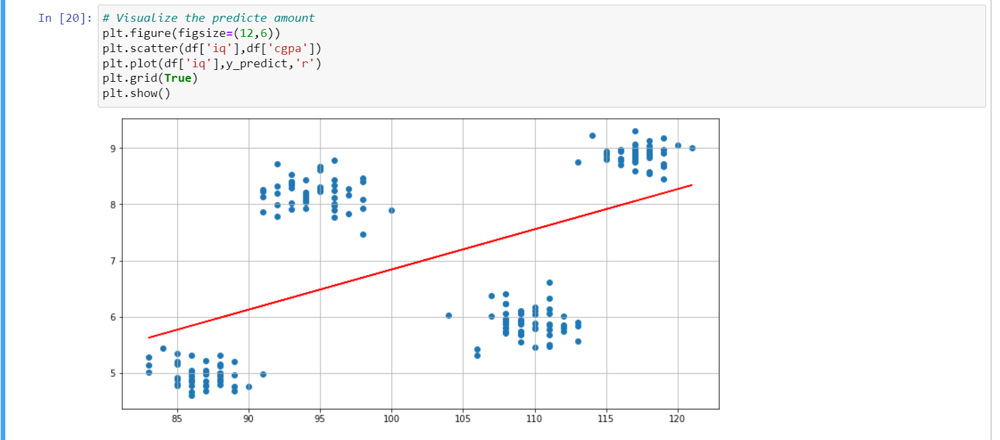 In [20]: # Visualize the predicte amount
plt.figure(figsize=(12,6))
plt.scatter(df['iq'],df['cgpa'])
plt.plot(df['iq'],y_predict,'r')
plt.grid(True)
plt.show()
9
8
7
6
5
85 90 95 100 105 110 115 120